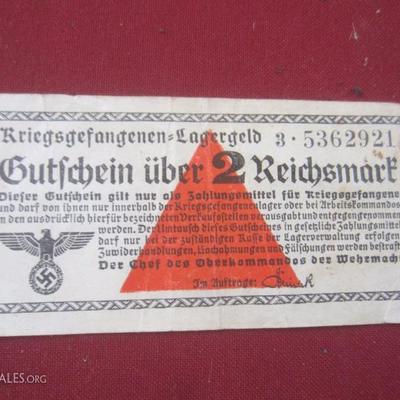 Kriegsgefangenen=Lagergeld 3·5362921
Gutschein über 2 Reichsmark
Dieser Gutschein gilt nur als Zahlungsmittel für Kriegsgefangene
und darf von ihnen nur innerhalb der Kriegsgefangenenlager oder bei Arbeitskommandos
in den ausdrücklich hierfür bezeichneten Verkaufsstellen verausgabt und entgegengenommen
werden. Der Umtausch dieses Gutscheins in gesetzliche Zahlungsmittel
darf nur bei der zuständigen Kasse der Lagerverwaltung erfolgen.
Zuwiderhandlungen, Nachahmungen und Fälschungen werden bestraft.
Der Chef des Oberkommandos der Wehrmacht
Im Auftrage:
ALES.ORG